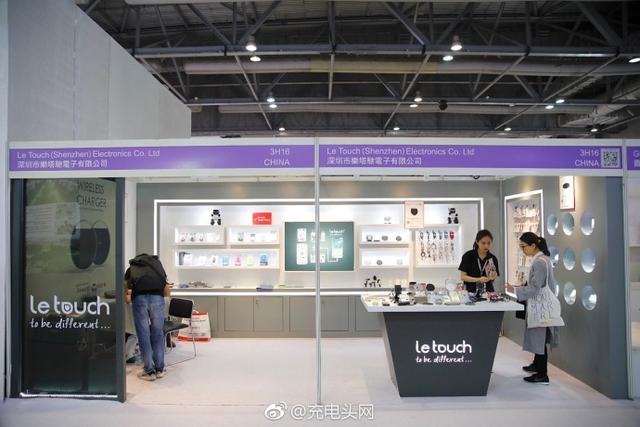 Le Touch (Shenzhen) Electronics Co. Ltd
深圳市樂塔馳電子有限公司
3H16
CHINA
Le Touch (Shenzhen) Electronics Co. Ltd
深圳市樂塔馳電子有限公司
3H16
CHINA
WIRELESS
CHARGER
le touch
to be different...
le touch
to be different...
@充电头网